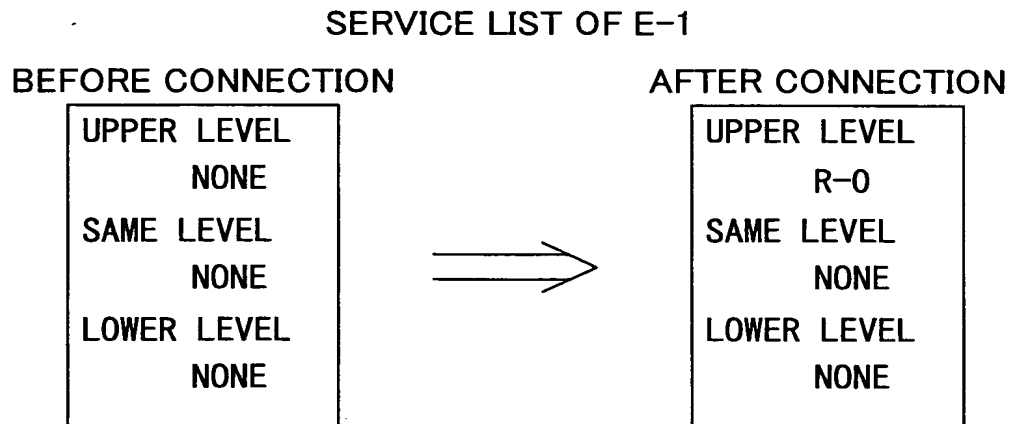 SERVICE LIST OF E-1
BEFORE CONNECTION
UPPER LEVEL
NONE
SAME LEVEL
NONE
LOWER LEVEL
NONE
AFTER CONNECTION
UPPER LEVEL
R-0
SAME LEVEL
NONE
LOWER LEVEL
NONE